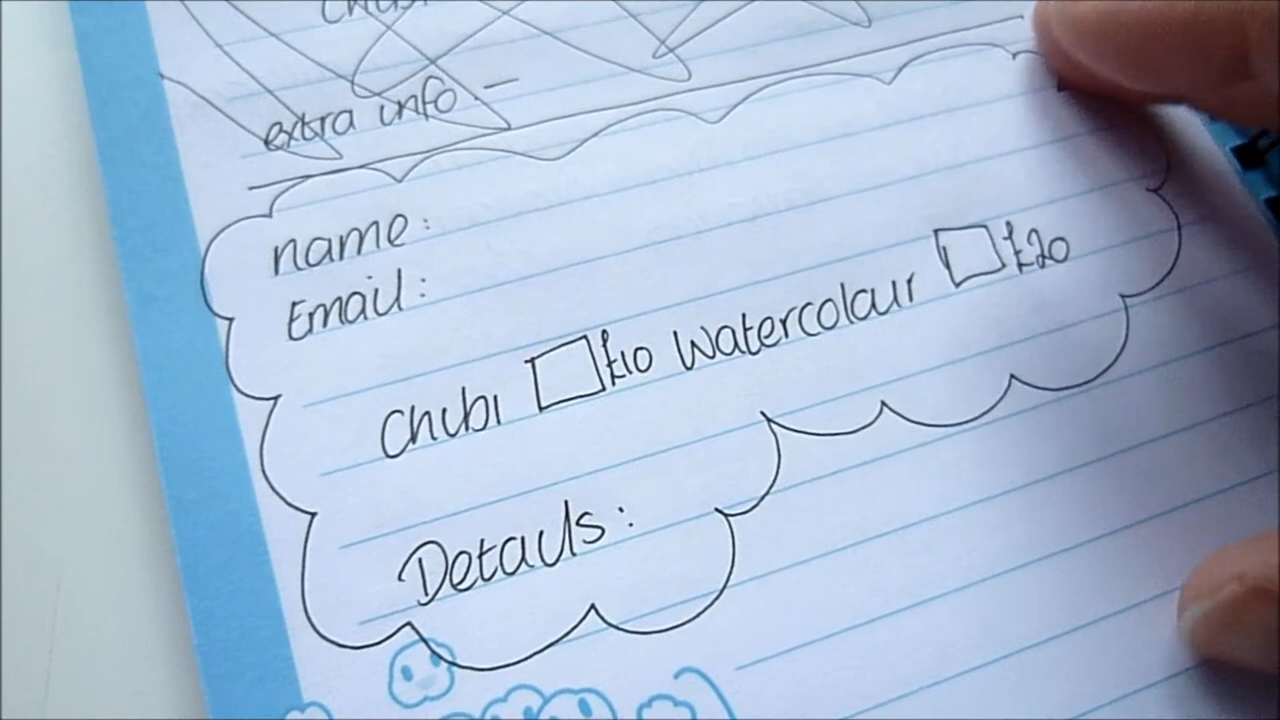 extra info -
name:
Email:
Chibi £10 Watercolour £20
Details: